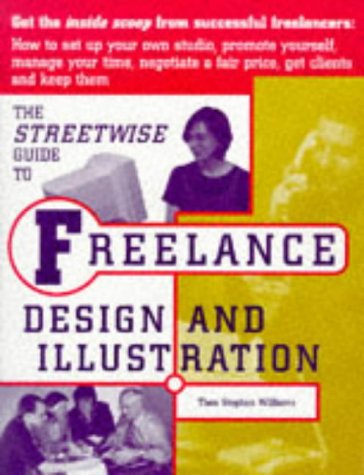 Get the inside scoop from successful freelancers:
How to set up your own studio, promote yourself,
manage your time, negotiate a fair price, get clients
and keep them
THE
STREETWISE
GUIDE
TO
FREELANCE
DESIGN AND
ILLUSTRATION
Theo Stephan Williams